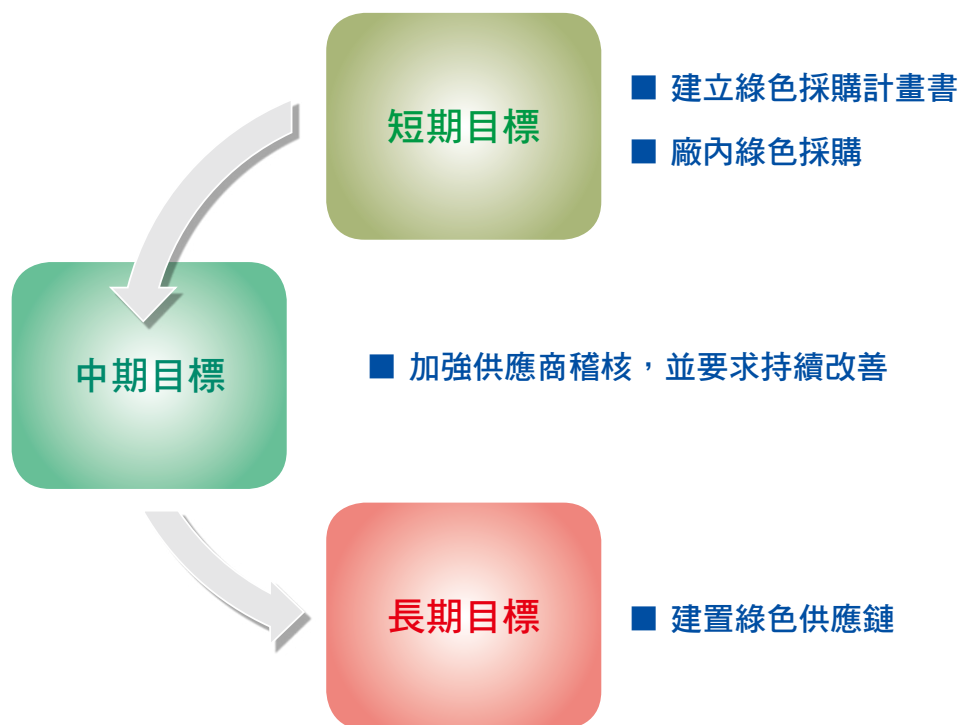 短期目標
■ 建立綠色採購計畫書
■ 廠內綠色採購
中期目標
■ 加強供應商稽核，並要求持續改善
長期目標
■ 建置綠色供應鏈